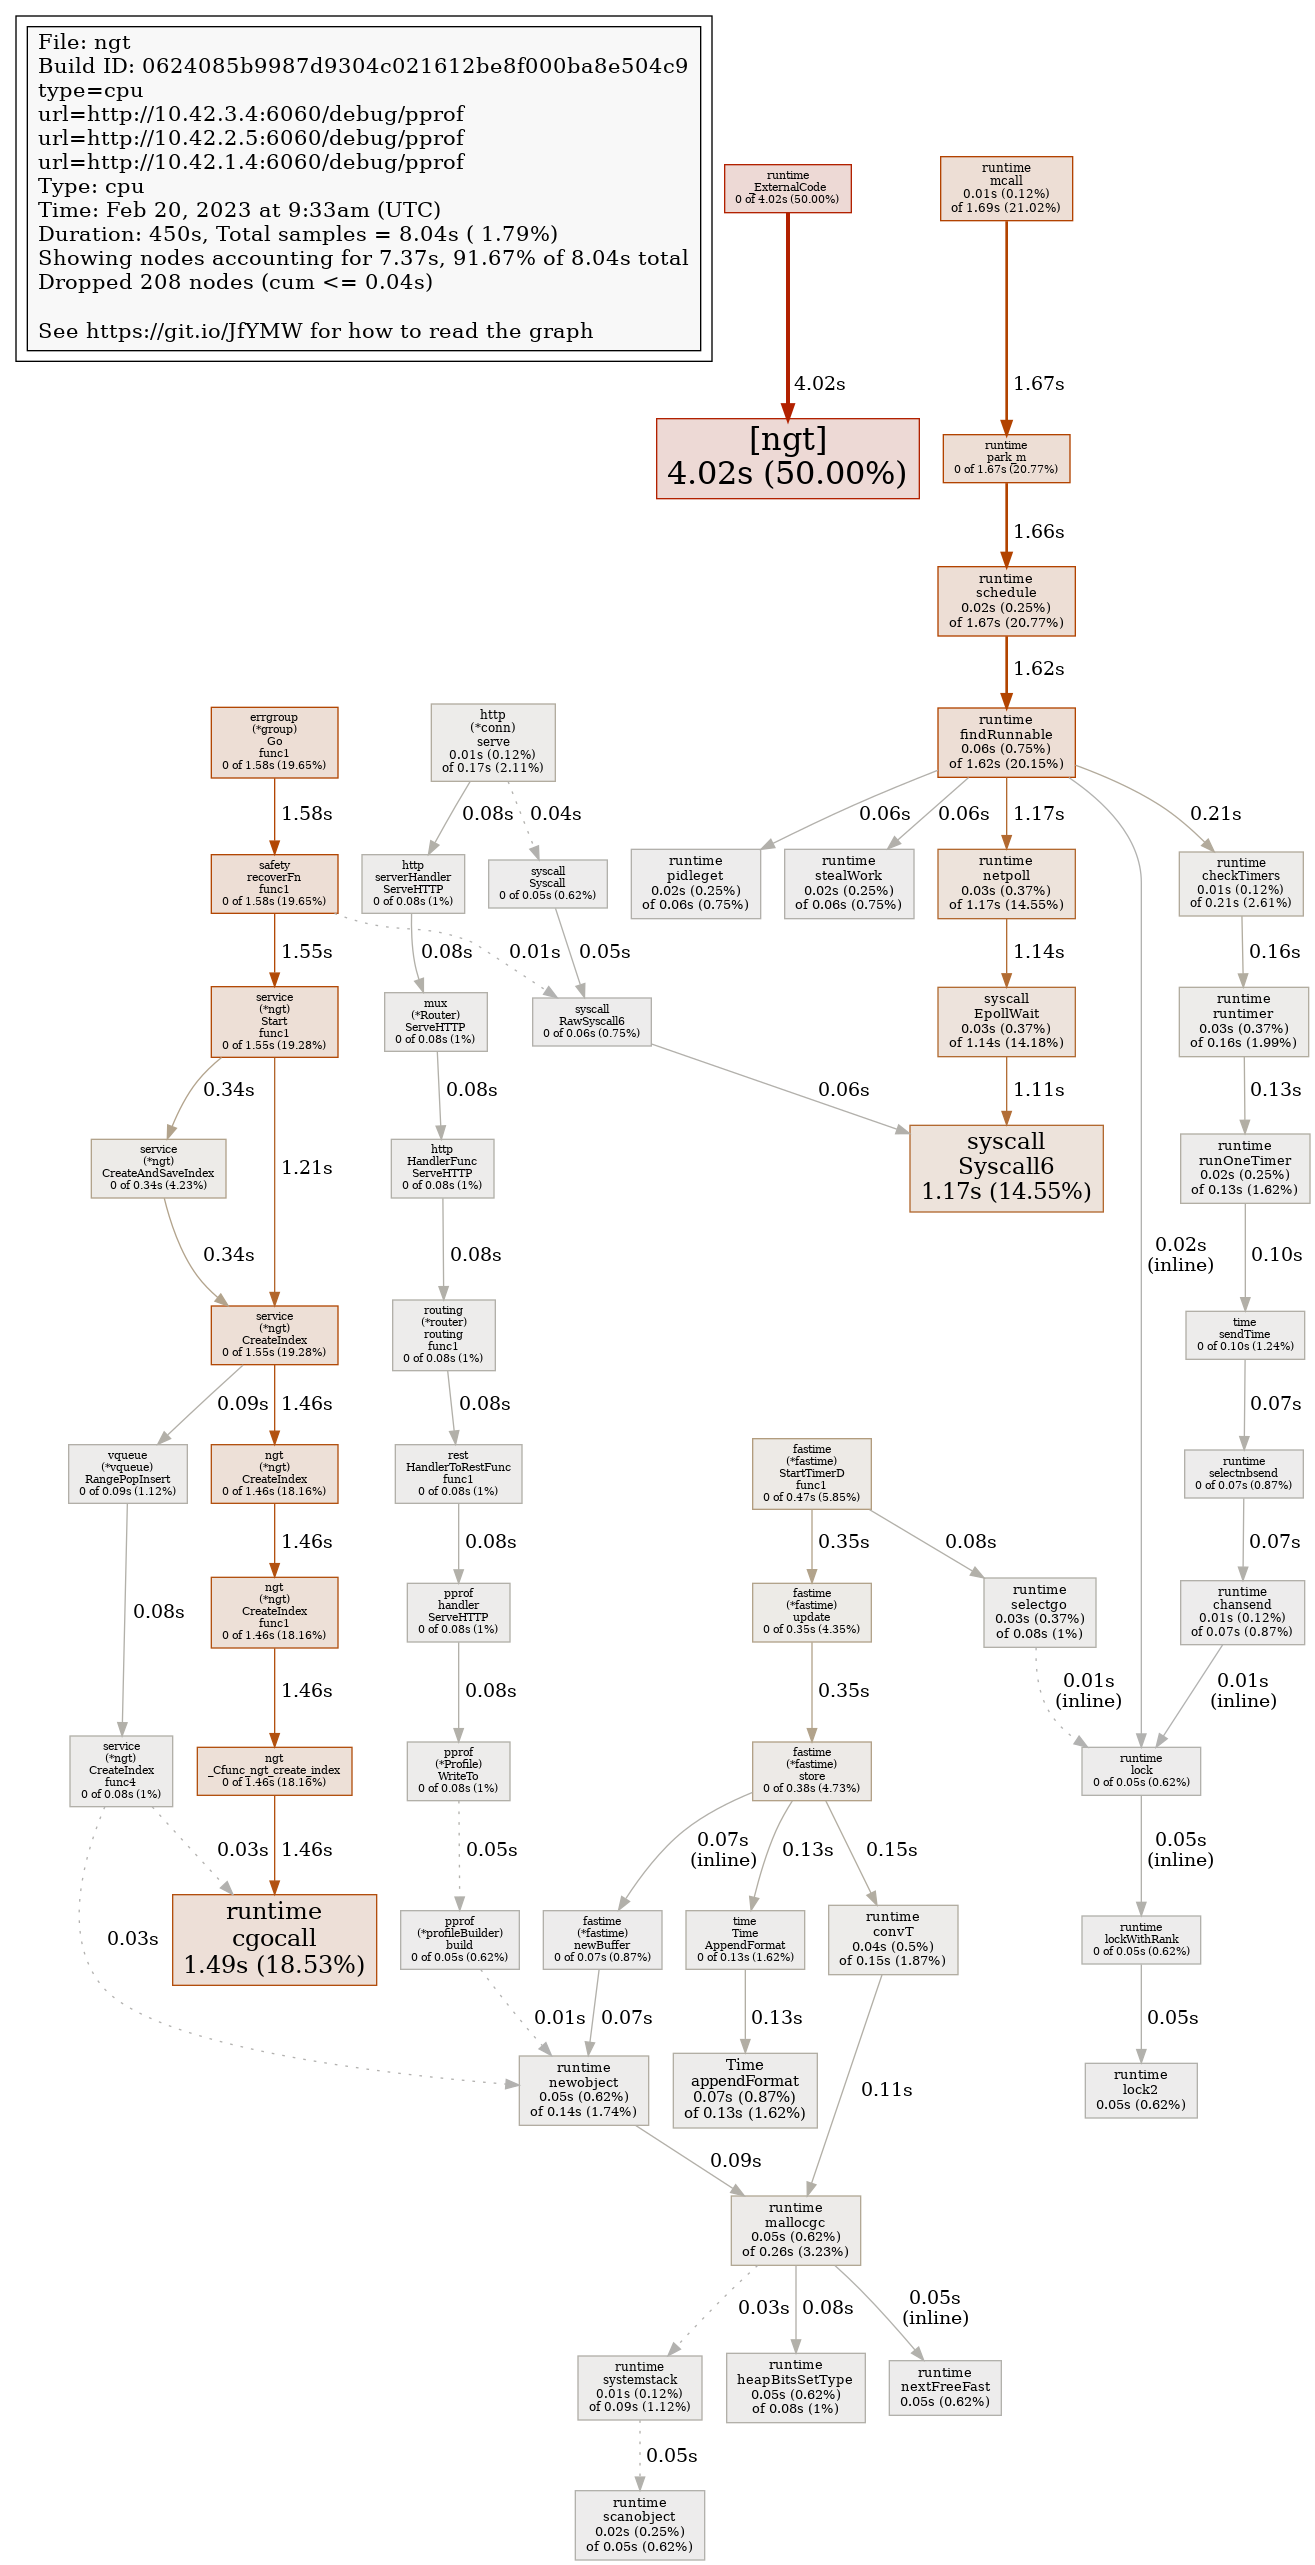 File: ngt
Build ID: 0624085b9987d9304c021612be8f000ba8e504c9
type=cpu
url=http://10.42.3.4:6060/debug/pprof
url=http://10.42.2.5:6060/debug/pprof
url=http://10.42.1.4:6060/debug/pprof
Type: cpu
Time: Feb 20, 2023 at 9:33am (UTC)
Duration: 450s, Total samples = 8.04s ( 1.79%)
Showing nodes accounting for 7.37s, 91.67% of 8.04s total
Dropped 208 nodes (cum <= 0.04s)
See https://git.io/JfYMW for how to read the graph
runtime
_ExternalCode
0 of 4.02s (50.00%)
runtime
mcall
0.01s (0.12%)
of 1.69s (21.02%)
4.02s
1.67s
[ngt]
4.02s (50.00%)
runtime
park_m
0 of 1.67s (20.77%)
1.66s
runtime
schedule
0.02s (0.25%)
of 1.67s (20.77%)
1.62s
errgroup
(*group)
Go
func1
0 of 1.58s (19.65%)
http
(*conn)
serve
0.01s (0.12%)
of 0.17s (2.11%)
runtime
findRunnable
0.06s (0.75%)
of 1.62s (20.15%)
1.58s
0.08s
0.04s
0.06s
0.06s
1.17s
0.21s
safety
recoverFn
func1
0 of 1.58s (19.65%)
http
serverHandler
ServeHTTP
0 of 0.08s (1%)
syscall
Syscall
0 of 0.05s (0.62%)
runtime
pidleget
0.02s (0.25%)
of 0.06s (0.75%)
runtime
stealWork
0.02s (0.25%)
of 0.06s (0.75%)
runtime
netpoll
0.03s (0.37%)
of 1.17s (14.55%)
runtime
checkTimers
0.01s (0.12%)
of 0.21s (2.61%)
1.55s
0.08s
0.01s
0.05s
1.14s
0.16s
service
(*ngt)
Start
func1
0 of 1.55s (19.28%)
mux
(*Router)
ServeHTTP
0 of 0.08s (1%)
syscall
RawSyscall6
0 of 0.06s (0.75%)
syscall
EpollWait
0.03s (0.37%)
of 1.14s (14.18%)
runtime
runtimer
0.03s (0.37%)
of 0.16s (1.99%)
0.34s
0.08s
0.06s
1.11s
0.13s
service
(*ngt)
CreateAndSaveIndex
0 of 0.34s (4.23%)
1.21s
http
HandlerFunc
ServeHTTP
0 of 0.08s (1%)
syscall
Syscall6
1.17s (14.55%)
runtime
runOneTimer
0.02s (0.25%)
of 0.13s (1.62%)
0.34s
0.08s
0.02s
(inline)
0.10s
service
(*ngt)
CreateIndex
0 of 1.55s (19.28%)
routing
(*router)
routing
func1
0 of 0.08s (1%)
time
sendTime
0 of 0.10s (1.24%)
0.09s
1.46s
0.08s
0.07s
vqueue
(*vqueue)
RangePopInsert
0 of 0.09s (1.12%)
ngt
(*ngt)
CreateIndex
0 of 1.46s (18.16%)
rest
HandlerToRestFunc
func1
0 of 0.08s (1%)
fastime
(*fastime)
StartTimerD
func1
0 of 0.47s (5.85%)
runtime
selectnbsend
0 of 0.07s (0.87%)
1.46s
0.08s
0.35s
0.08s
0.07s
0.08s
ngt
(*ngt)
CreateIndex
func1
0 of 1.46s (18.16%)
pprof
handler
ServeHTTP
0 of 0.08s (1%)
fastime
(*fastime)
update
0 of 0.35s (4.35%)
runtime
selectgo
0.03s (0.37%)
of 0.08s (1%)
runtime
chansend
0.01s (0.12%)
of 0.07s (0.87%)
1.46s
0.08s
0.35s
0.01s
(inline)
0.01s
(inline)
service
(*ngt)
CreateIndex
func4
0 of 0.08s (1%)
ngt
_Cfunc_ngt_create_index
0 of 1.46s (18.16%)
pprof
(*Profile)
WriteTo
0 of 0.08s (1%)
fastime
(*fastime)
store
0 of 0.38s (4.73%)
runtime
lock
0 of 0.05s (0.62%)
0.03s
1.46s
0.05s
0.07s
(inline)
0.13s
0.15s
0.05s
(inline)
0.03s
runtime
cgocall
1.49s (18.53%)
pprof
(*profileBuilder)
build
0 of 0.05s (0.62%)
fastime
(*fastime)
newBuffer
0 of 0.07s (0.87%)
time
Time
AppendFormat
0 of 0.13s (1.62%)
runtime
convT
0.04s (0.5%)
of 0.15s (1.87%)
runtime
lockWithRank
0 of 0.05s (0.62%)
0.01s
0.07s
0.13s
0.05s
runtime
newobject
0.05s (0.62%)
of 0.14s (1.74%)
Time
appendFormat
0.07s (0.87%)
of 0.13s (1.62%)
0.11s
runtime
lock2
0.05s (0.62%)
0.09s
runtime
mallocgc
0.05s (0.62%)
of 0.26s (3.23%)
0.03s
0.08s
0.05s
(inline)
runtime
systemstack
0.01s (0.12%)
of 0.09s (1.12%)
runtime
heapBitsSetType
0.05s (0.62%)
of 0.08s (1%)
runtime
nextFreeFast
0.05s (0.62%)
0.05s
runtime
scanobject
0.02s (0.25%)
of 0.05s (0.62%)